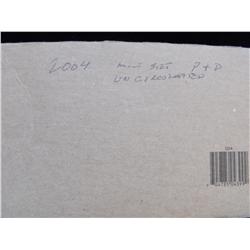 2004 MINT SET P + D
UNCIRCULATED